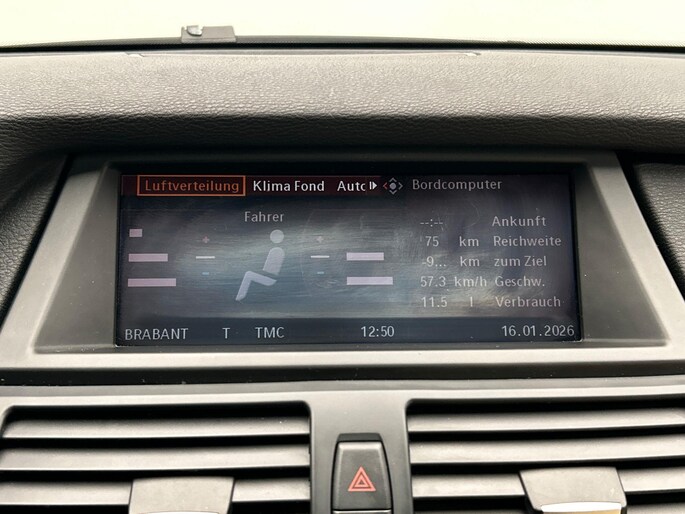 Luftverteilung Klima Fond Auto Bordcomputer
Fahrer
--:-- Ankunft
75 km Reichweite
-9... km zum Ziel
57.3 km/h Geschw.
11.5 l Verbrauch
BRABANT T TMC 12:50 16.01.2026